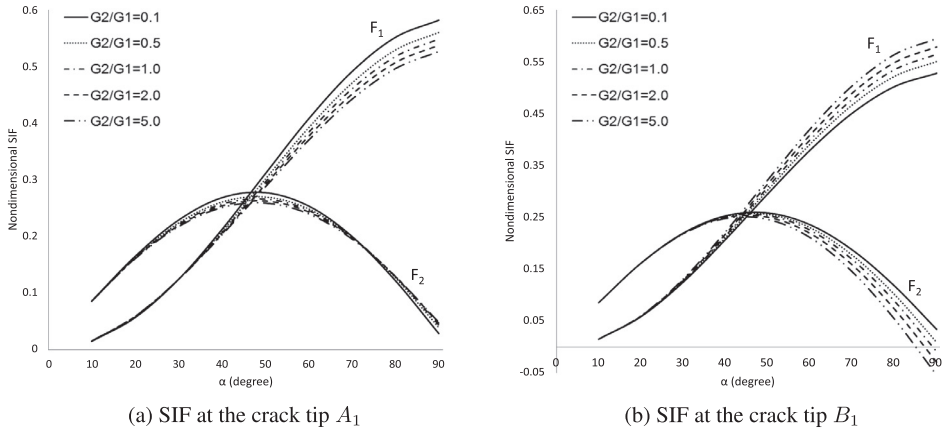 0.6
0.5
0.4
0.3
0.2
0.1
0
Nondimensional SIF
G2/G1=0.1
G2/G1=0.5
G2/G1=1.0
G2/G1=2.0
G2/G1=5.0
F1
F2
0 10 20 30 40 50 60 70 80 90
α (degree)
(a) SIF at the crack tip A1
0.65
0.55
0.45
0.35
0.25
0.15
0.05
-0.05
Nondimensional SIF
G2/G1=0.1
G2/G1=0.5
G2/G1=1.0
G2/G1=2.0
G2/G1=5.0
F1
F2
0 10 20 30 40 50 60 70 80 90
α (degree)
(b) SIF at the crack tip B1